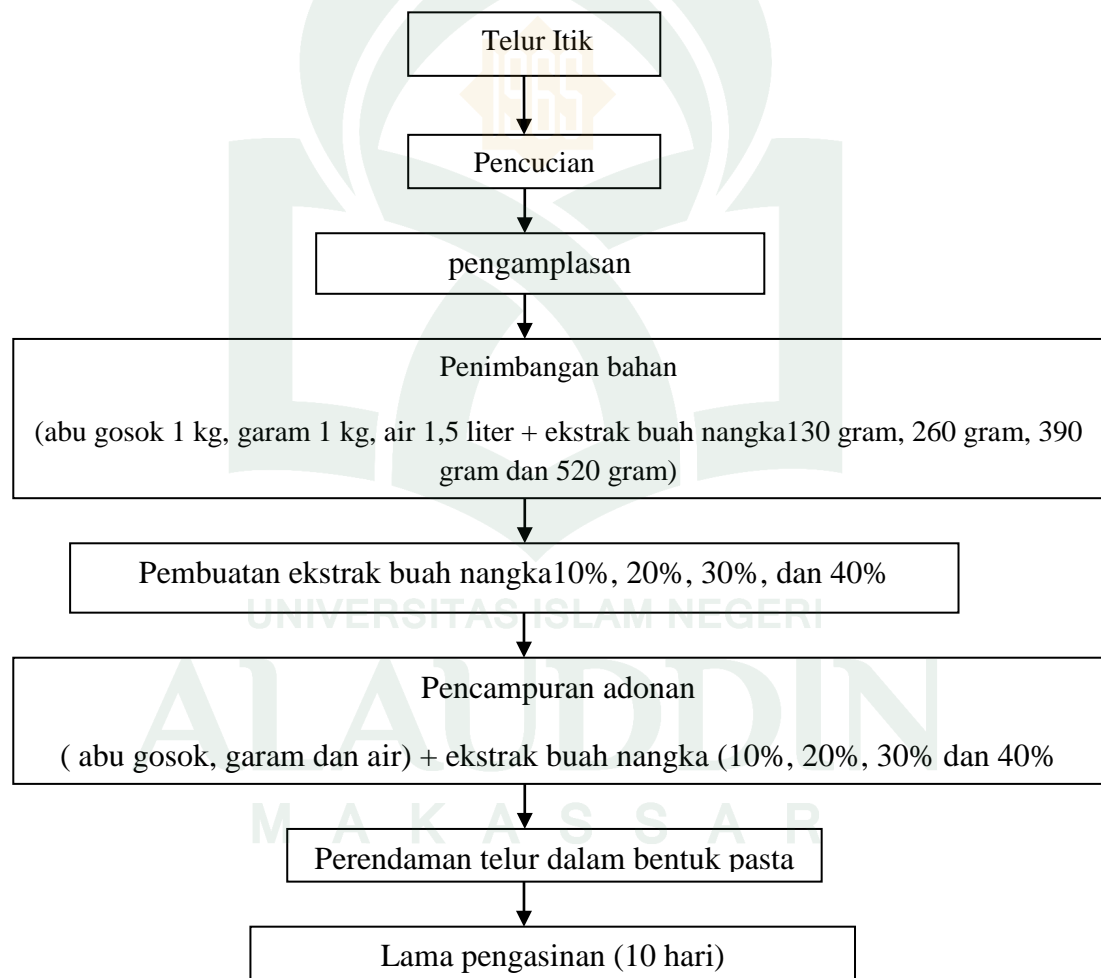 Telur Itik
Pencucian
pengamplasan
Penimbangan bahan
(abu gosok 1 kg, garam 1 kg, air 1,5 liter + ekstrak buah nangka130 gram, 260 gram, 390
gram dan 520 gram)
Pembuatan ekstrak buah nangka10%, 20%, 30%, dan 40%
UNIVERSITAS ISLAM NEGERI
ALAUDDIN
Pencampuran adonan
( abu gosok, garam dan air) + ekstrak buah nangka (10%, 20%, 30% dan 40%
MAKASSAR
Perendaman telur dalam bentuk pasta
Lama pengasinan (10 hari)